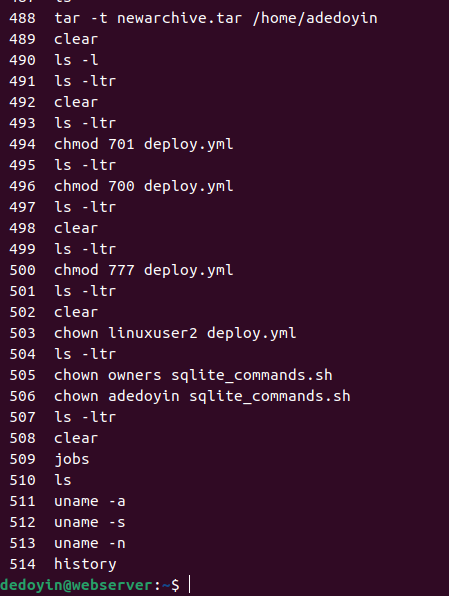 488 tar -t newarchive.tar /home/adedoyin
489 clear
490 ls -l
491 ls -ltr
492 clear
493 ls -ltr
494 chmod 701 deploy.yml
495 ls -ltr
496 chmod 700 deploy.yml
497 ls -ltr
498 clear
499 ls -ltr
500 chmod 777 deploy.yml
501 ls -ltr
502 clear
503 chown linuxuser2 deploy.yml
504 ls -ltr
505 chown owners sqlite_commands.sh
506 chown adedoyin sqlite_commands.sh
507 ls -ltr
508 clear
509 jobs
510 ls
511 uname -a
512 uname -s
513 uname -n
514 history
dedoyin@webserver:~$